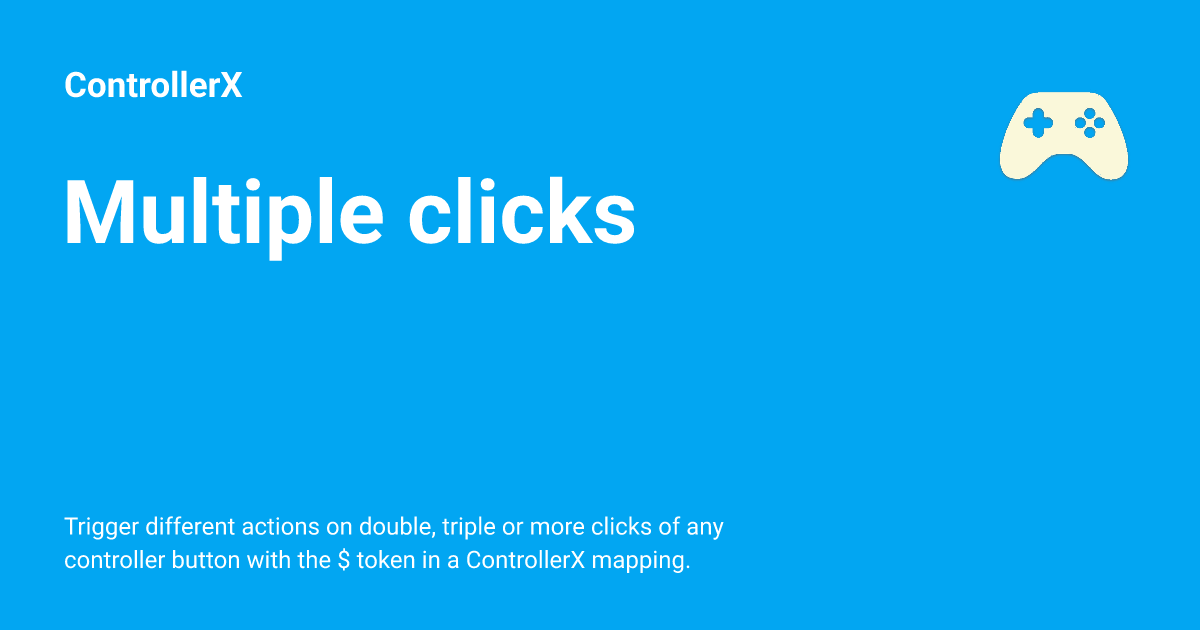 ControllerX
Multiple clicks
Trigger different actions on double, triple or more clicks of any
controller button with the $ token in a ControllerX mapping.